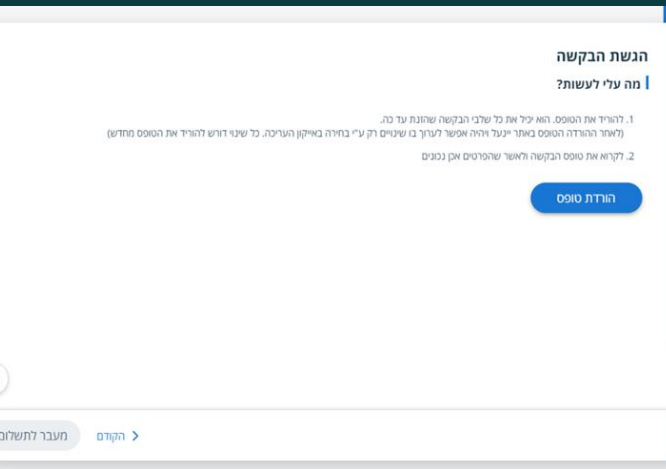 הגשת הבקשה
מה עלי לעשות?
1. להוריד את הטופס. הוא יכיל את כל שלבי הבקשה שהזנת עד כה.
(לאחר ההורדה הטופס באתר יינעל ויהיה אפשר לערוך בו שינויים רק ע"י בחירה באייקון העריכה. כל שינוי דורש להוריד את הטופס מחדש)
2. לקרוא את טופס הבקשה ולאשר שהפרטים אכן נכונים
הורדת טופס
הקודם
מעבר לתשלום